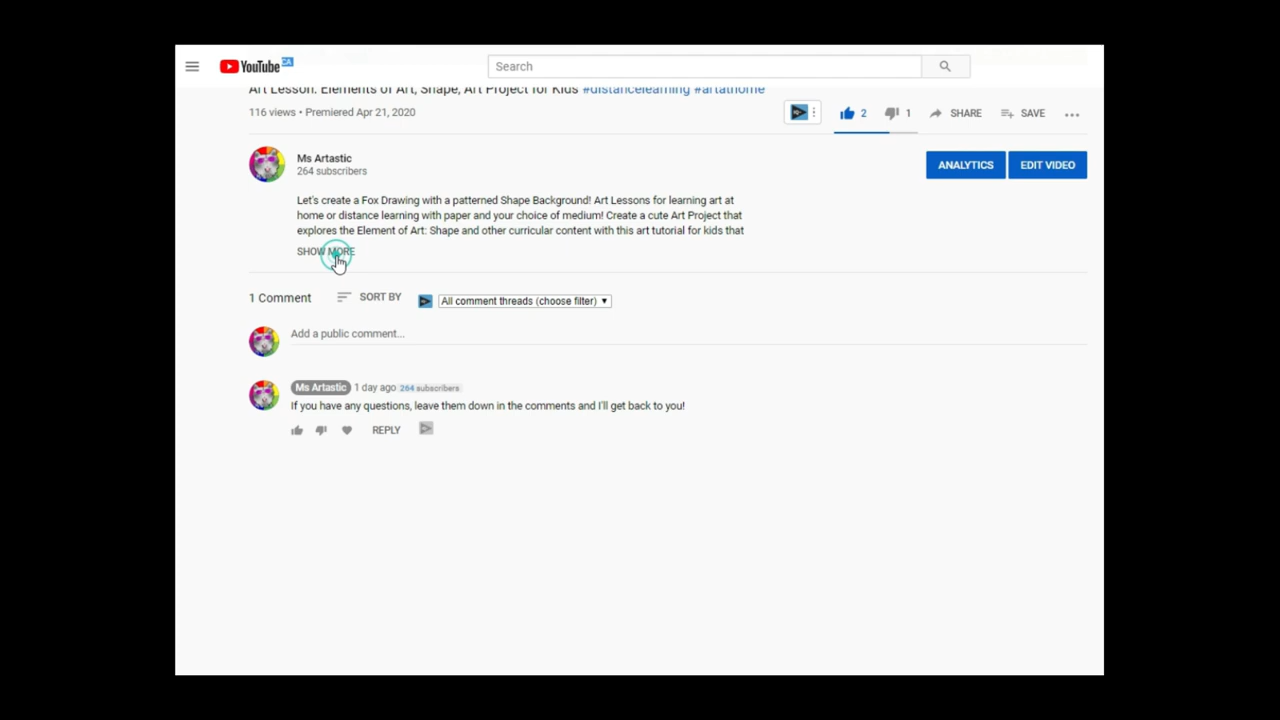 YouTube CA
Search
Art Lesson: Elements of Art, Shape, Art Project for Kids #distancelearning #artathome
116 views • Premiered Apr 21, 2020
2
1
SHARE
SAVE
Ms Artastic
264 subscribers
ANALYTICS
EDIT VIDEO
Let's create a Fox Drawing with a patterned Shape Background! Art Lessons for learning art at
home or distance learning with paper and your choice of medium! Create a cute Art Project that
explores the Element of Art: Shape and other curricular content with this art tutorial for kids that
SHOW MORE
1 Comment
SORT BY
All comment threads (choose filter)
Add a public comment...
Ms Artastic 1 day ago 264 subscribers
If you have any questions, leave them down in the comments and I'll get back to you!
REPLY